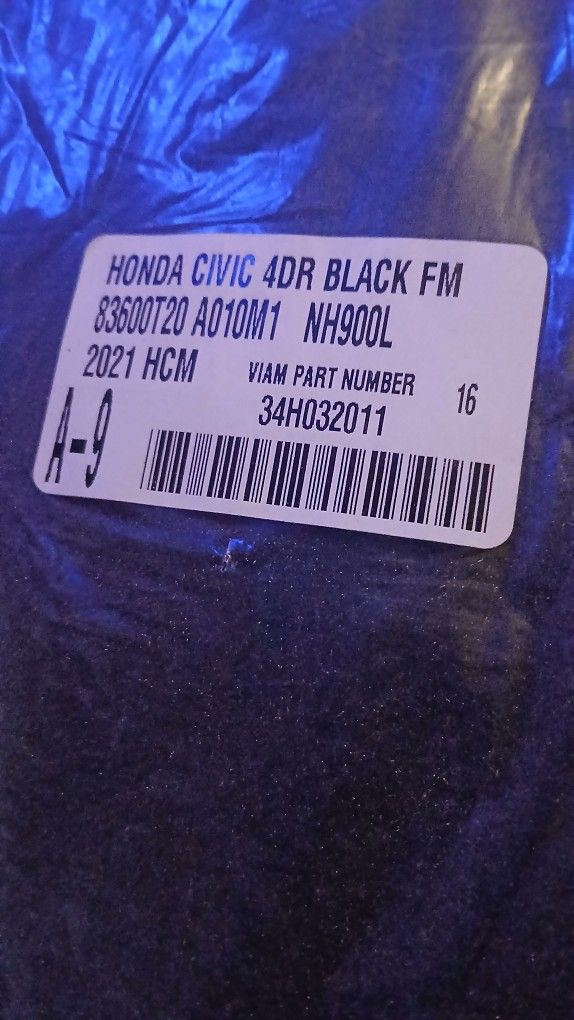 HONDA CIVIC 4DR BLACK FM
83600T20 A010M1 NH900L
2021 HCM VIAM PART NUMBER 16
34H032011
A-9